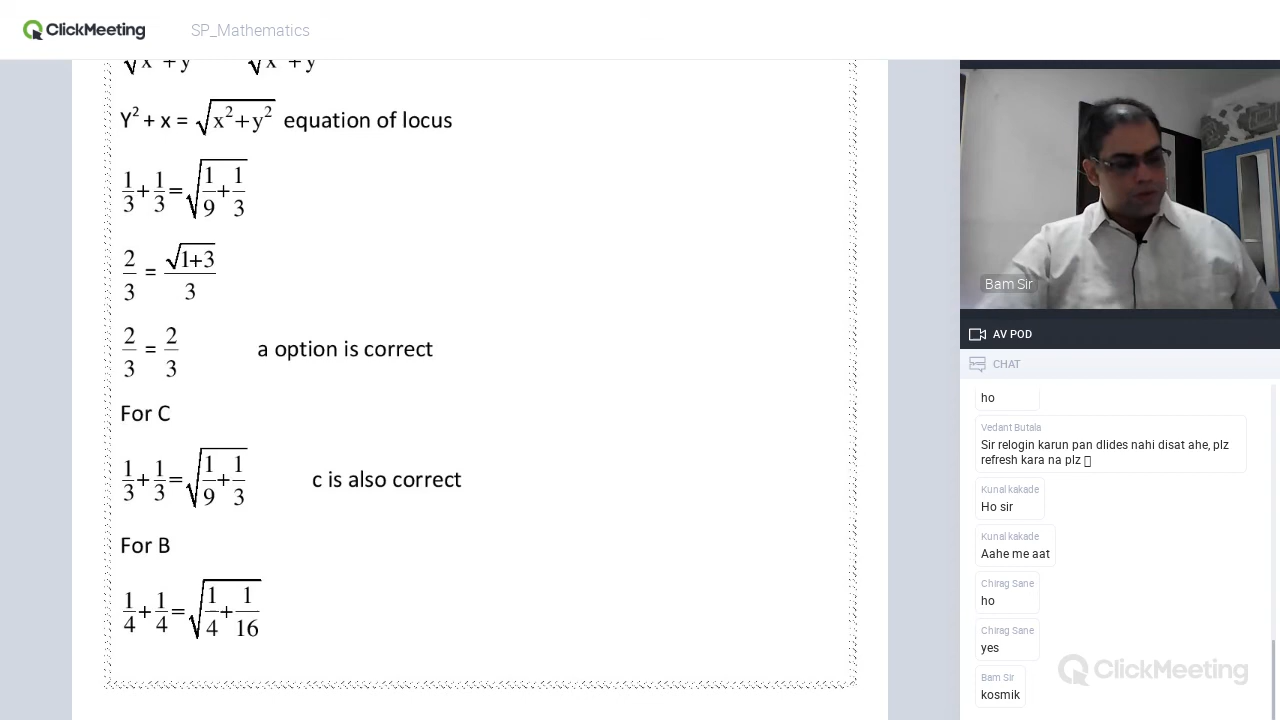 ClickMeeting SP_Mathematics
√x²+y² √x²+y²
Y² + x = √x²+y² equation of locus
1/3+1/3=√1/9+1/3
2/3 = √1+3/3
2/3 = 2/3 a option is correct
For C
1/3+1/3=√1/9+1/3 c is also correct
For B
1/4+1/4=√1/4+1/16
Bam Sir
AV POD
CHAT
ho
Vedant Butala
Sir relogin karun pan dlides nahi disat ahe, plz
refresh kara na plz
Kunal kakade
Ho sir
Kunal kakade
Aahe me aat
Chirag Sane
ho
Chirag Sane
yes
Bam Sir
kosmik
ClickMeeting